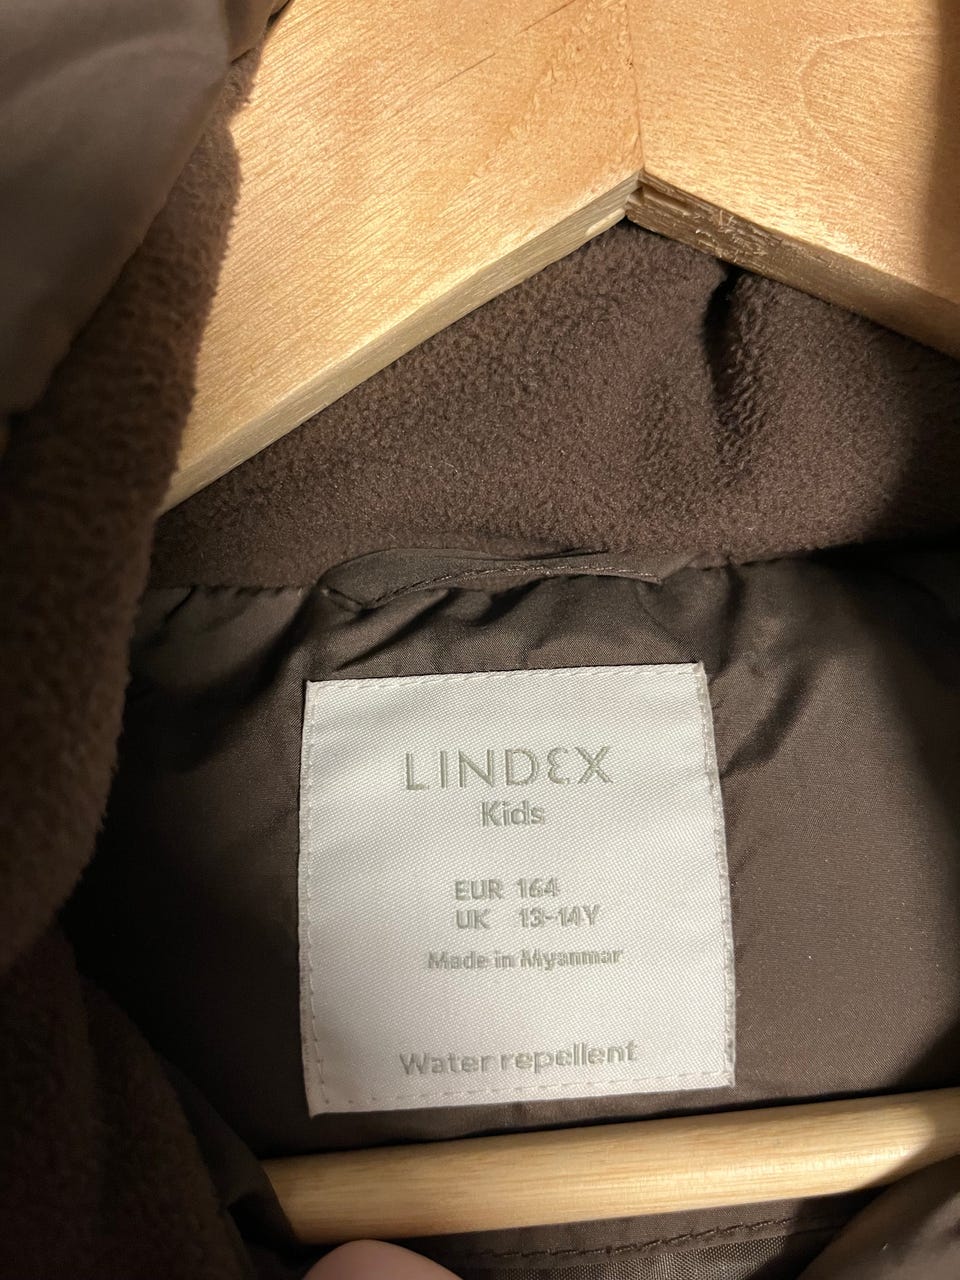 LINDEX
Kids
EUR 164
UK 13-14Y
Made in Myanmar
Water repellent